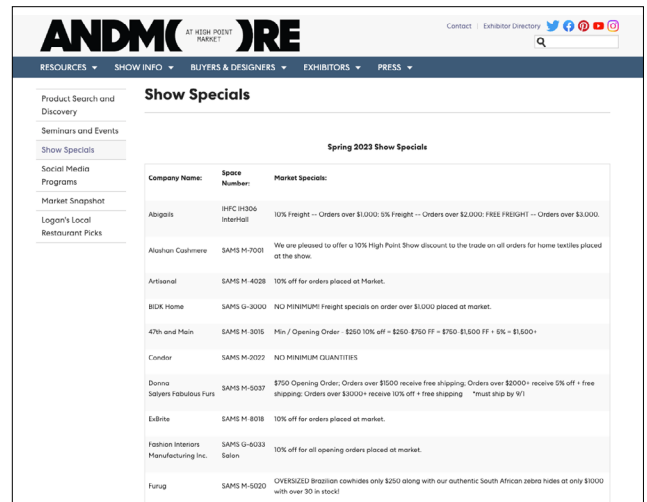 ANDM( AT HIGH POINT MARKET )RE
Contact | Exhibitor Directory
RESOURCES SHOW INFO BUYERS & DESIGNERS EXHIBITORS PRESS
Product Search and
Discovery
Seminars and Events
Show Specials
Social Media
Programs
Market Snapshot
Logan's Local
Restaurant Picks
Show Specials
Spring 2023 Show Specials
Company Name: Space Number: Market Specials:
Abigails IHFC IH306 InterHall 10% Freight -- Orders over $1,000; 5% Freight -- Orders over $2,000; FREE FREIGHT -- Orders over $3,000.
Alashan Cashmere SAMS M-7001 We are pleased to offer a 10% High Point Show discount to the trade on all orders for home textiles placed
at the show.
Artisanal SAMS M-4028 10% off for orders placed at Market.
BIDK Home SAMS G-3000 NO MINIMUM! Freight specials on order over $1,000 placed at market.
47th and Main SAMS M-3015 Min / Opening Order - $250 10% off = $250-$750 FF = $750-$1,500 FF + 5% = $1,500+
Condor SAMS M-2022 NO MINIMUM QUANTITIES
Donna
Salyers Fabulous Furs SAMS M-5037 $750 Opening Order; Orders over $1500 receive free shipping; Orders over $2000+ receive 5% off + free
shipping; Orders over $3000+ receive 10% off + free shipping *must ship by 9/1
ExBrite SAMS M-8018 10% off for orders placed at market.
Fashion Interiors
Manufacturing Inc. SAMS G-6033
Salon 10% off for all opening orders placed at market.
Furug SAMS M-5020 OVERSIZED Brazilian cowhides only $250 along with our authentic South African zebra hides at only $1000
with over 30 in stock!